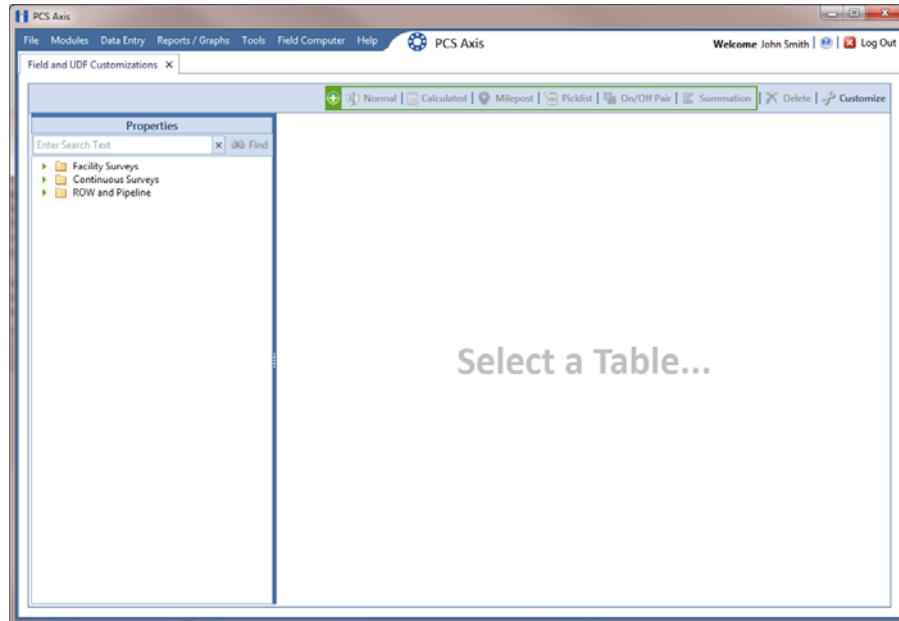 PCS Axis
File Modules Data Entry Reports / Graphs Tools Field Computer Help PCS Axis Welcome John Smith | Log Out
Field and UDF Customizations X
Normal | Calculated | Milepost | Picklist | On/Off Pair | Summation | Delete | Customize
Properties
Enter Search Text x Find
Facility Surveys
Continuous Surveys
ROW and Pipeline
Select a Table...